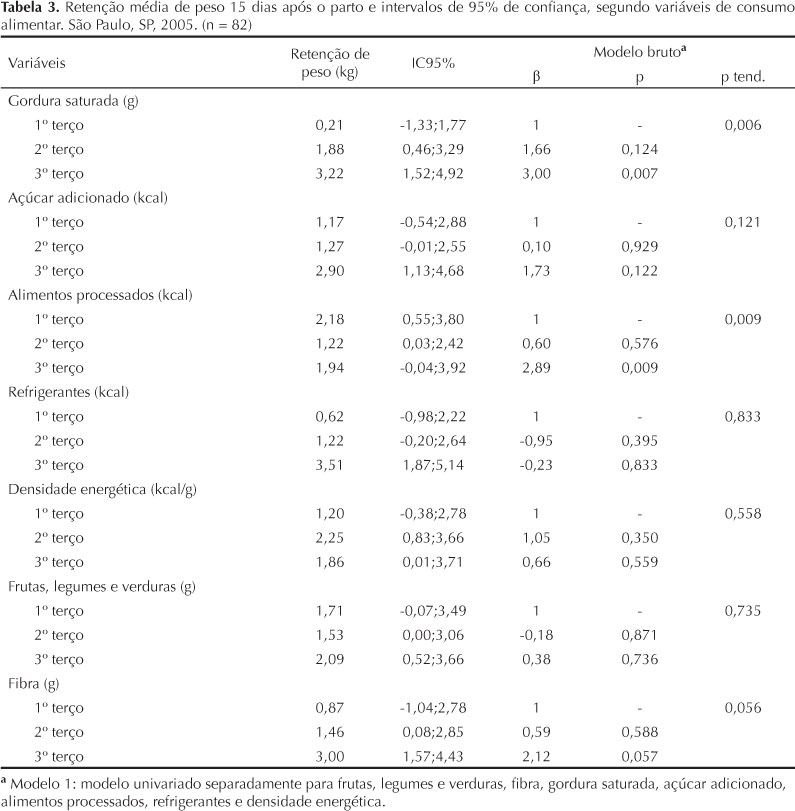 Tabela 3. Retenção média de peso 15 dias após o parto e intervalos de 95% de confiança, segundo variáveis de consumo
alimentar. São Paulo, SP, 2005. (n = 82)
Variáveis Retenção de peso (kg) IC95% Modelo brutoª
β p p tend.
Gordura saturada (g)
1º terço 0,21 -1,33;1,77 1 - 0,006
2º terço 1,88 0,46;3,29 1,66 0,124
3º terço 3,22 1,52;4,92 3,00 0,007
Açúcar adicionado (kcal)
1º terço 1,17 -0,54;2,88 1 - 0,121
2º terço 1,27 -0,01;2,55 0,10 0,929
3º terço 2,90 1,13;4,68 1,73 0,122
Alimentos processados (kcal)
1º terço 2,18 0,55;3,80 1 - 0,009
2º terço 1,22 0,03;2,42 0,60 0,576
3º terço 1,94 -0,04;3,92 2,89 0,009
Refrigerantes (kcal)
1º terço 0,62 -0,98;2,22 1 - 0,833
2º terço 1,22 -0,20;2,64 -0,95 0,395
3º terço 3,51 1,87;5,14 -0,23 0,833
Densidade energética (kcal/g)
1º terço 1,20 -0,38;2,78 1 - 0,558
2º terço 2,25 0,83;3,66 1,05 0,350
3º terço 1,86 0,01;3,71 0,66 0,559
Frutas, legumes e verduras (g)
1º terço 1,71 -0,07;3,49 1 - 0,735
2º terço 1,53 0,00;3,06 -0,18 0,871
3º terço 2,09 0,52;3,66 0,38 0,736
Fibra (g)
1º terço 0,87 -1,04;2,78 1 - 0,056
2º terço 1,46 0,08;2,85 0,59 0,588
3º terço 3,00 1,57;4,43 2,12 0,057
ª Modelo 1: modelo univariado separadamente para frutas, legumes e verduras, fibra, gordura saturada, açúcar adicionado,
alimentos processados, refrigerantes e densidade energética.